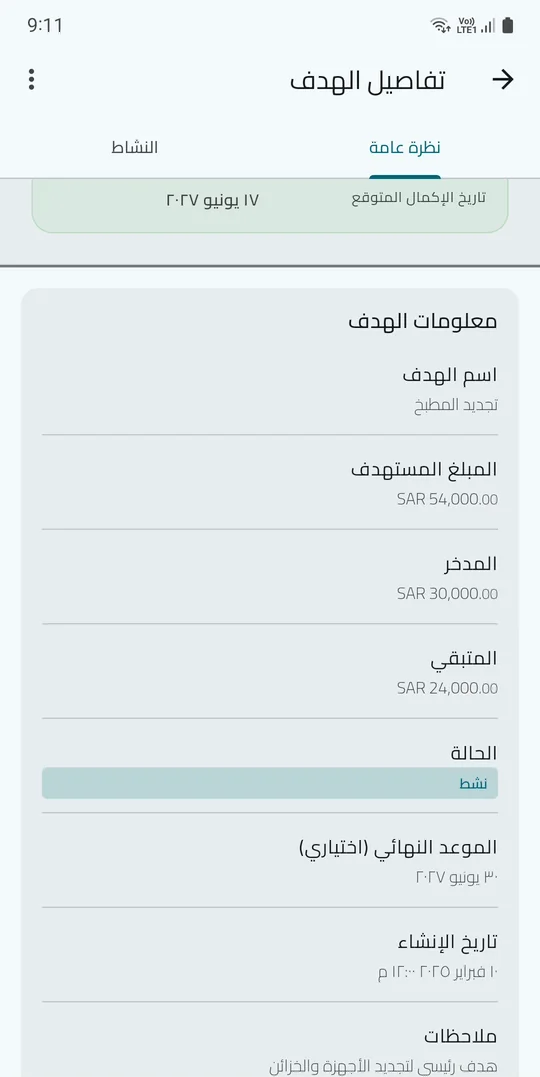 9:11
Vo)) LTE1
تفاصيل الهدف
نظرة عامة
النشاط
تاريخ الإكمال المتوقع
١٧ يونيو ٢٠٢٧
معلومات الهدف
اسم الهدف
تجديد المطبخ
المبلغ المستهدف
SAR 54,000.00
المدخر
SAR 30,000.00
المتبقي
SAR 24,000.00
الحالة
نشط
الموعد النهائي (اختياري)
٣٠ يونيو ٢٠٢٧
تاريخ الإنشاء
١٠ فبراير ٢٠٢٥ ١٢:٠٠ م
ملاحظات
هدف رئيسي لتجديد الأجهزة والخزائن